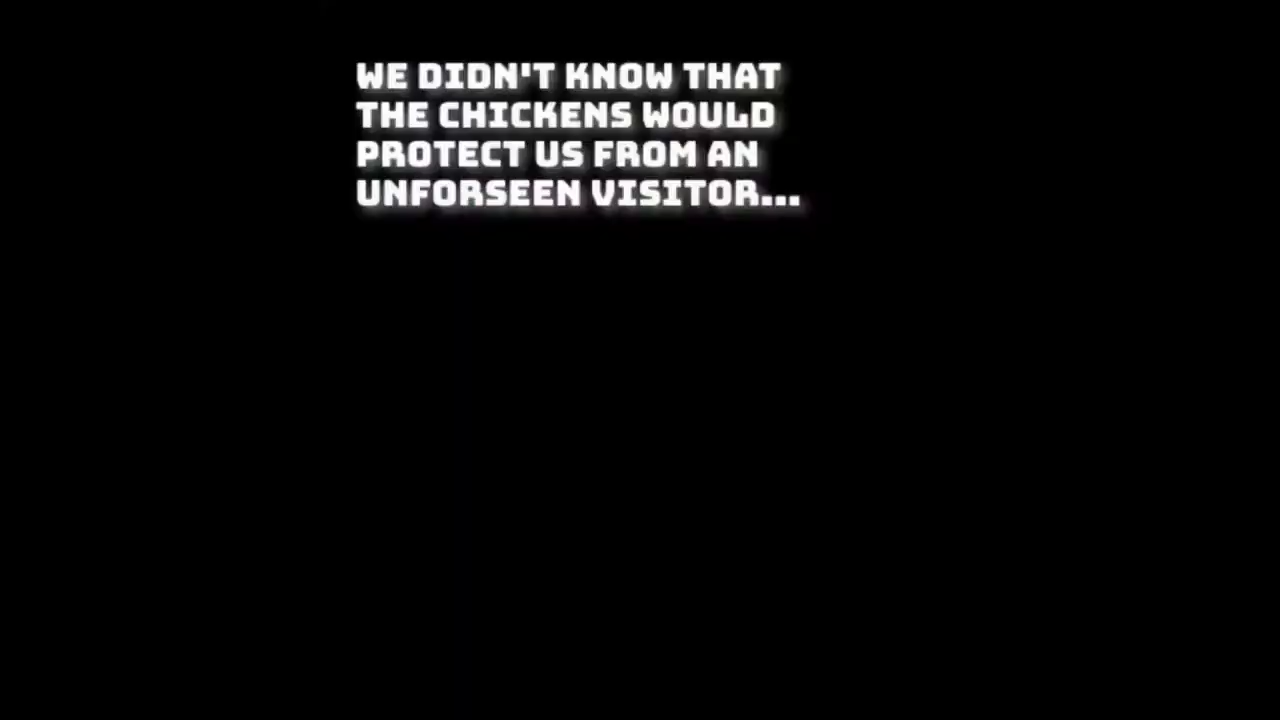 WE DIDN'T KNOW THAT
THE CHICKENS WOULD
PROTECT US FROM AN
UNFORSEEN VISITOR...